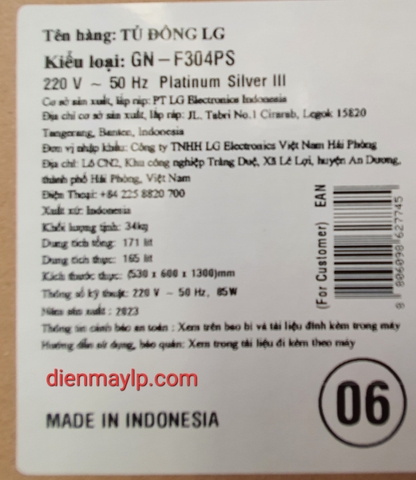 Tên hàng: TỦ ĐÔNG LG
Kiểu loại: GN-F304PS
220 V ~ 50 Hz Platinum Silver III
Cơ sở sản xuất, lắp ráp: PT LG Electronics Indonesia
Địa chỉ cơ sở sản xuất, lắp ráp: JL. Tabri No.1 Cirarab, Legok 15820
Tangerang, Banten, Indonesia
Đơn vị nhập khẩu: Công ty TNHH LG Electronics Việt Nam Hải Phòng
Địa chỉ: Lô CN2, Khu công nghiệp Tràng Duệ, Xã Lê Lợi, huyện An Dương,
thành phố Hải Phòng, Việt Nam
Điện Thoại: +84 225 8820 700
Xuất xứ: Indonesia
Khối lượng tịnh: 34kg
Dung tích tổng: 171 lít
Dung tích thực: 165 lít
Kích thước thực: (530 x 600 x 1300)mm
Thông số kỹ thuật: 220 V ~ 50 Hz, 85W
Năm sản xuất: 2023
Thông tin cảnh báo an toàn: Xem trên bao bì và tài liệu đính kèm trong máy
Hướng dẫn sử dụng, bảo quản: Xem trong tài liệu đi kèm theo máy
(For Customer) EAN
8 806098 627745
dienmaylp.com
MADE IN INDONESIA
06